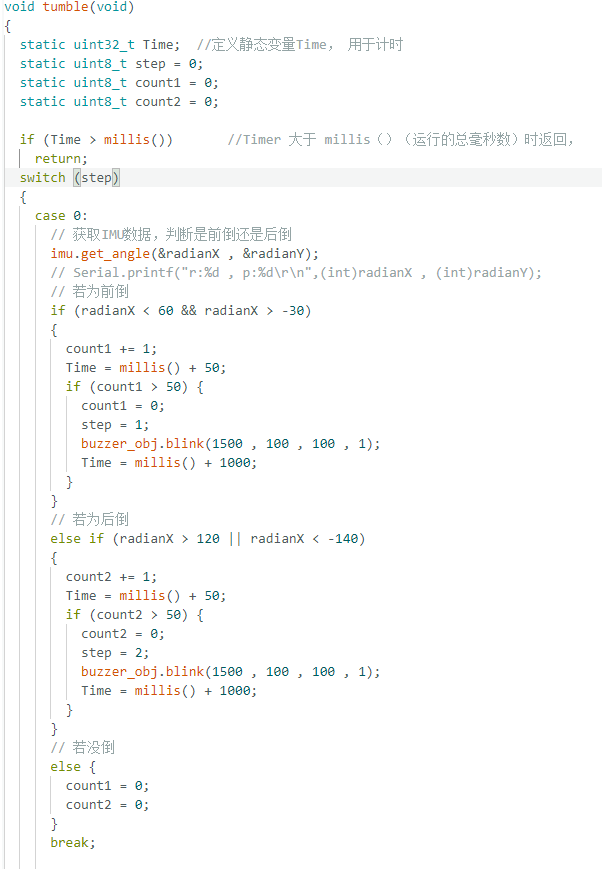 void tumble(void)
{
  static uint32_t Time;  //定义静态变量Time， 用于计时
  static uint8_t step = 0;
  static uint8_t count1 = 0;
  static uint8_t count2 = 0;

  if (Time > millis())       //Timer 大于 millis（）（运行的总毫秒数）时返回，
    return;
  switch (step)
  {
    case 0:
      // 获取IMU数据，判断是前倒还是后倒
      imu.get_angle(&radianX , &radianY);
      // Serial.printf("r:%d , p:%d\r\n",(int)radianX , (int)radianY);
      // 若为前倒
      if (radianX < 60 && radianX > -30)
      {
        count1 += 1;
        Time = millis() + 50;
        if (count1 > 50) {
          count1 = 0;
          step = 1;
          buzzer_obj.blink(1500 , 100 , 100 , 1);
          Time = millis() + 1000;
        }
      }
      // 若为后倒
      else if (radianX > 120 || radianX < -140)
      {
        count2 += 1;
        Time = millis() + 50;
        if (count2 > 50) {
          count2 = 0;
          step = 2;
          buzzer_obj.blink(1500 , 100 , 100 , 1);
          Time = millis() + 1000;
        }
      }
      // 若没倒
      else {
        count1 = 0;
        count2 = 0;
      }
      break;